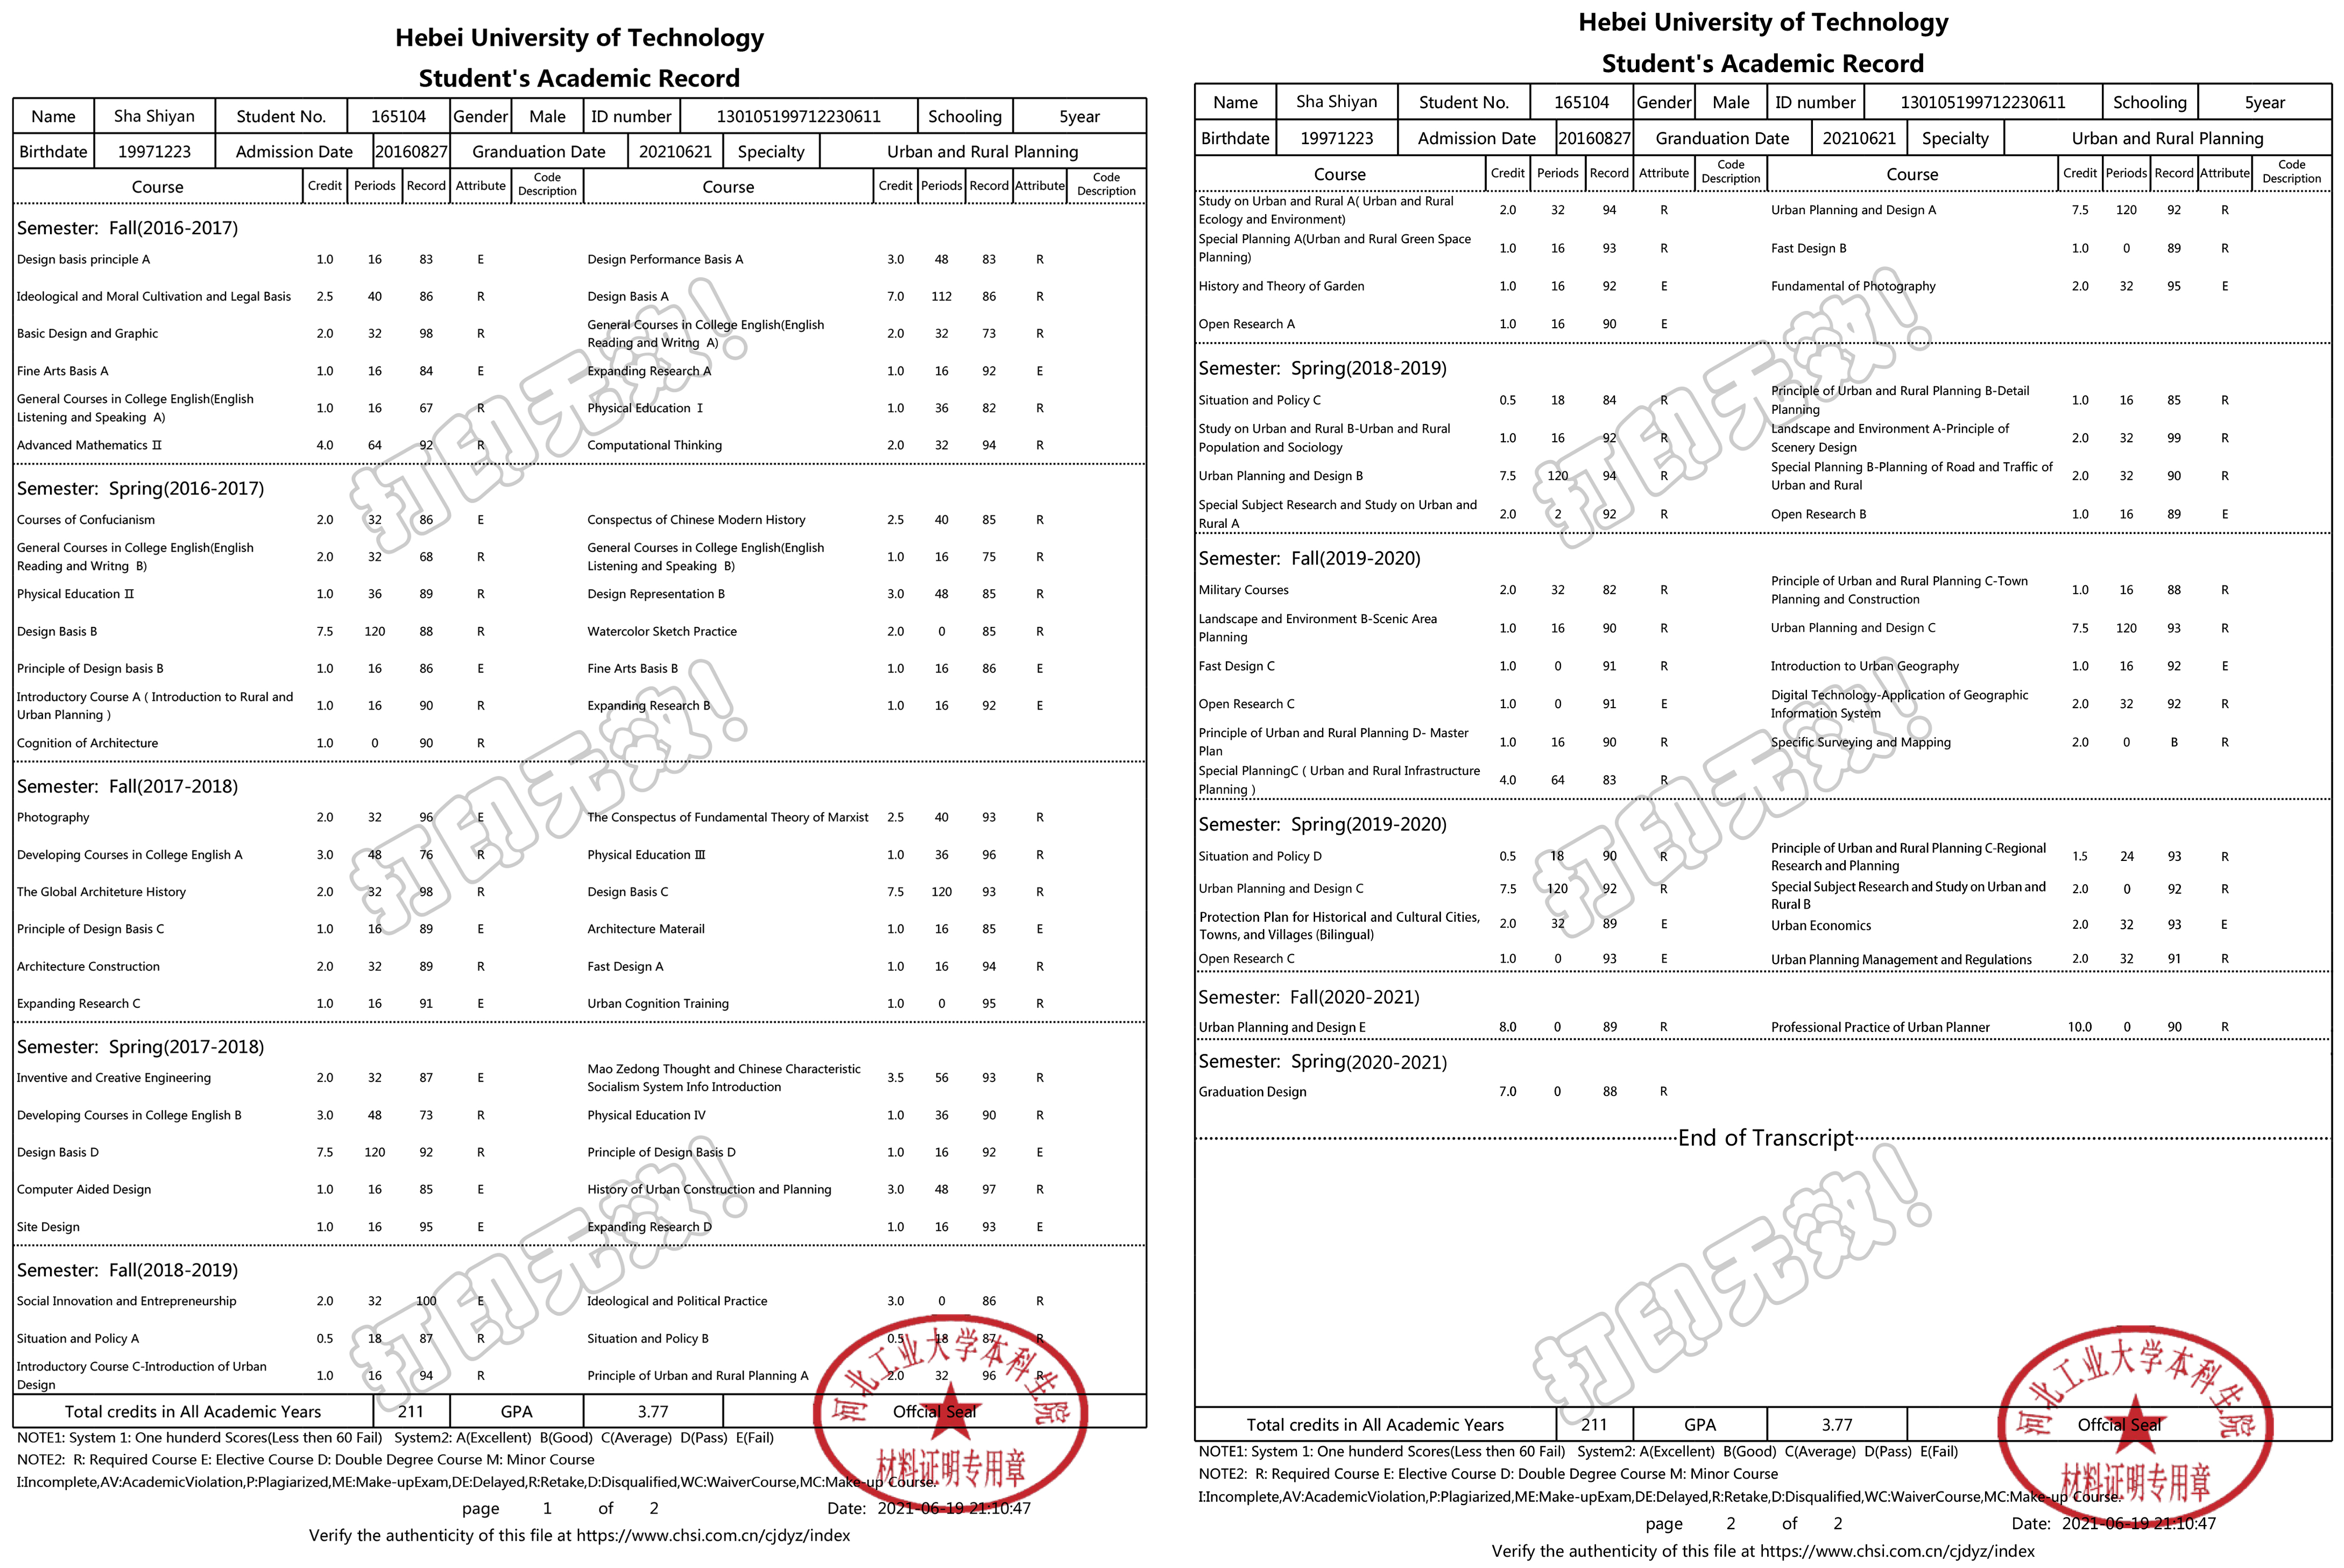 Hebei University of Technology
Student's Academic Record
Name Sha Shiyan Student No. 165104 Gender Male ID number 130105199712230611 Schooling 5year
Birthdate 19971223 Admission Date 20160827 Granduation Date 20210621 Specialty Urban and Rural Planning
Course Credit Periods Record Attribute Code Description Course Credit Periods Record Attribute Code Description
Semester: Fall(2016-2017)
Design basis principle A 1.0 16 83 E Design Performance Basis A 3.0 48 83 R
Ideological and Moral Cultivation and Legal Basis 2.5 40 86 R Design Basis A 7.0 112 86 R
Basic Design and Graphic 2.0 32 98 R General Courses in College English(English Reading and Writng A) 2.0 32 73 R
Fine Arts Basis A 1.0 16 84 E Expanding Research A 1.0 16 92 E
General Courses in College English(English Listening and Speaking A) 1.0 16 67 R Physical Education Ⅰ 1.0 36 82 R
Advanced Mathematics Ⅱ 4.0 64 92 R Computational Thinking 2.0 32 94 R
Semester: Spring(2016-2017)
Courses of Confucianism 2.0 32 86 E Conspectus of Chinese Modern History 2.5 40 85 R
General Courses in College English(English Reading and Writng B) 2.0 32 68 R General Courses in College English(English Listening and Speaking B) 1.0 16 75 R
Physical Education Ⅱ 1.0 36 89 R Design Representation B 3.0 48 85 R
Design Basis B 7.5 120 88 R Watercolor Sketch Practice 2.0 0 85 R
Principle of Design basis B 1.0 16 86 E Fine Arts Basis B 1.0 16 86 E
Introductory Course A ( Introduction to Rural and Urban Planning ) 1.0 16 90 R Expanding Research B 1.0 16 92 E
Cognition of Architecture 1.0 0 90 R
Semester: Fall(2017-2018)
Photography 2.0 32 96 E The Conspectus of Fundamental Theory of Marxist 2.5 40 93 R
Developing Courses in College English A 3.0 48 76 R Physical Education Ⅲ 1.0 36 96 R
The Global Architeture History 2.0 32 98 R Design Basis C 7.5 120 93 R
Principle of Design Basis C 1.0 16 89 E Architecture Materail 1.0 16 85 E
Architecture Construction 2.0 32 89 R Fast Design A 1.0 16 94 R
Expanding Research C 1.0 16 91 E Urban Cognition Training 1.0 0 95 R
Semester: Spring(2017-2018)
Inventive and Creative Engineering 2.0 32 87 E Mao Zedong Thought and Chinese Characteristic Socialism System Info Introduction 3.5 56 93 R
Developing Courses in College English B 3.0 48 73 R Physical Education IV 1.0 36 90 R
Design Basis D 7.5 120 92 R Principle of Design Basis D 1.0 16 92 E
Computer Aided Design 1.0 16 85 E History of Urban Construction and Planning 3.0 48 97 R
Site Design 1.0 16 95 E Expanding Research D 1.0 16 93 E
Semester: Fall(2018-2019)
Social Innovation and Entrepreneurship 2.0 32 100 E Ideological and Political Practice 3.0 0 86 R
Situation and Policy A 0.5 18 87 R Situation and Policy B 0.5 18 87 R
Introductory Course C-Introduction of Urban Design 1.0 16 94 R Principle of Urban and Rural Planning A 2.0 32 96 R
Total credits in All Academic Years 211 GPA 3.77 Offcial Seal
NOTE1: System 1: One hunderd Scores(Less then 60 Fail) System2: A(Excellent) B(Good) C(Average) D(Pass) E(Fail)
NOTE2: R: Required Course E: Elective Course D: Double Degree Course M: Minor Course
I:Incomplete,AV:AcademicViolation,P:Plagiarized,ME:Make-upExam,DE:Delayed,R:Retake,D:Disqualified,WC:WaiverCourse,MC:Make-up Course.
page 1 of 2 Date: 2021-06-19 21:10:47
Verify the authenticity of this file at https://www.chsi.com.cn/cjdyz/index
打印无效!
打印无效!
打印无效!
河北工业大学本科生院
材料证明专用章
Hebei University of Technology
Student's Academic Record
Name Sha Shiyan Student No. 165104 Gender Male ID number 130105199712230611 Schooling 5year
Birthdate 19971223 Admission Date 20160827 Granduation Date 20210621 Specialty Urban and Rural Planning
Course Credit Periods Record Attribute Code Description Course Credit Periods Record Attribute Code Description
Study on Urban and Rural A( Urban and Rural Ecology and Environment) 2.0 32 94 R Urban Planning and Design A 7.5 120 92 R
Special Planning A(Urban and Rural Green Space Planning) 1.0 16 93 R Fast Design B 1.0 0 89 R
History and Theory of Garden 1.0 16 92 E Fundamental of Photography 2.0 32 95 E
Open Research A 1.0 16 90 E
Semester: Spring(2018-2019)
Situation and Policy C 0.5 18 84 R Principle of Urban and Rural Planning B-Detail Planning 1.0 16 85 R
Study on Urban and Rural B-Urban and Rural Population and Sociology 1.0 16 92 R Landscape and Environment A-Principle of Scenery Design 2.0 32 99 R
Urban Planning and Design B 7.5 120 94 R Special Planning B-Planning of Road and Traffic of Urban and Rural 2.0 32 90 R
Special Subject Research and Study on Urban and Rural A 2.0 2 92 R Open Research B 1.0 16 89 E
Semester: Fall(2019-2020)
Military Courses 2.0 32 82 R Principle of Urban and Rural Planning C-Town Planning and Construction 1.0 16 88 R
Landscape and Environment B-Scenic Area Planning 1.0 16 90 R Urban Planning and Design C 7.5 120 93 R
Fast Design C 1.0 0 91 R Introduction to Urban Geography 1.0 16 92 E
Open Research C 1.0 0 91 E Digital Technology-Application of Geographic Information System 2.0 32 92 R
Principle of Urban and Rural Planning D- Master Plan 1.0 16 90 R Specific Surveying and Mapping 2.0 0 B R
Special PlanningC ( Urban and Rural Infrastructure Planning ) 4.0 64 83 R
Semester: Spring(2019-2020)
Situation and Policy D 0.5 18 90 R Principle of Urban and Rural Planning C-Regional Research and Planning 1.5 24 93 R
Urban Planning and Design C 7.5 120 92 R Special Subject Research and Study on Urban and Rural B 2.0 0 92 R
Protection Plan for Historical and Cultural Cities, Towns, and Villages (Bilingual) 2.0 32 89 E Urban Economics 2.0 32 93 E
Open Research C 1.0 0 93 E Urban Planning Management and Regulations 2.0 32 91 R
Semester: Fall(2020-2021)
Urban Planning and Design E 8.0 0 89 R Professional Practice of Urban Planner 10.0 0 90 R
Semester: Spring(2020-2021)
Graduation Design 7.0 0 88 R
End of Transcript
Total credits in All Academic Years 211 GPA 3.77 Offcial Seal
NOTE1: System 1: One hunderd Scores(Less then 60 Fail) System2: A(Excellent) B(Good) C(Average) D(Pass) E(Fail)
NOTE2: R: Required Course E: Elective Course D: Double Degree Course M: Minor Course
I:Incomplete,AV:AcademicViolation,P:Plagiarized,ME:Make-upExam,DE:Delayed,R:Retake,D:Disqualified,WC:WaiverCourse,MC:Make-up Course.
page 2 of 2 Date: 2021-06-19 21:10:47
Verify the authenticity of this file at https://www.chsi.com.cn/cjdyz/index
打印无效!
打印无效!
打印无效!
河北工业大学本科生院
材料证明专用章